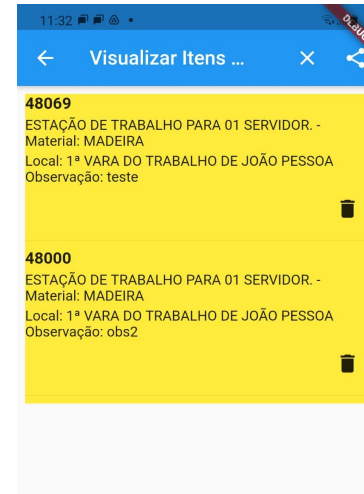 11:32
DEBUG
Visualizar Itens ...
48069
ESTAÇÃO DE TRABALHO PARA 01 SERVIDOR. -
Material: MADEIRA
Local: 1ª VARA DO TRABALHO DE JOÃO PESSOA
Observação: teste
48000
ESTAÇÃO DE TRABALHO PARA 01 SERVIDOR. -
Material: MADEIRA
Local: 1ª VARA DO TRABALHO DE JOÃO PESSOA
Observação: obs2